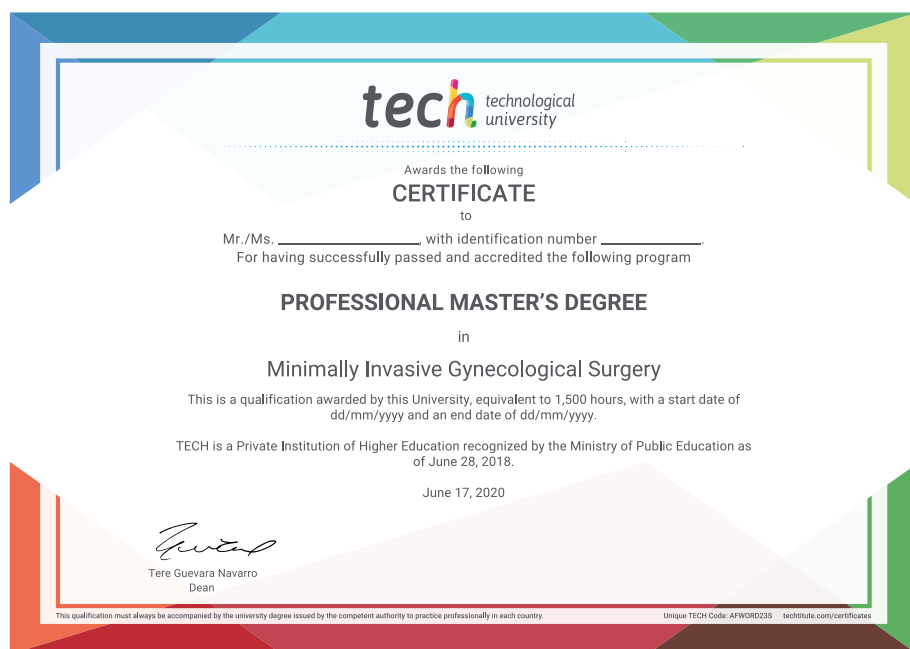 tech technological
university
Awards the following
CERTIFICATE
to
Mr./Ms. ____________________, with identification number ______________.
For having successfully passed and accredited the following program
PROFESSIONAL MASTER'S DEGREE
in
Minimally Invasive Gynecological Surgery
This is a qualification awarded by this University, equivalent to 1,500 hours, with a start date of
dd/mm/yyyy and an end date of dd/mm/yyyy.
TECH is a Private Institution of Higher Education recognized by the Ministry of Public Education as
of June 28, 2018.
June 17, 2020
Tere Guevara Navarro
Dean
This qualification must always be accompanied by the university degree issued by the competent authority to practice professionally in each country.
Unique TECH Code: AFWORD23S techtitute.com/certificates